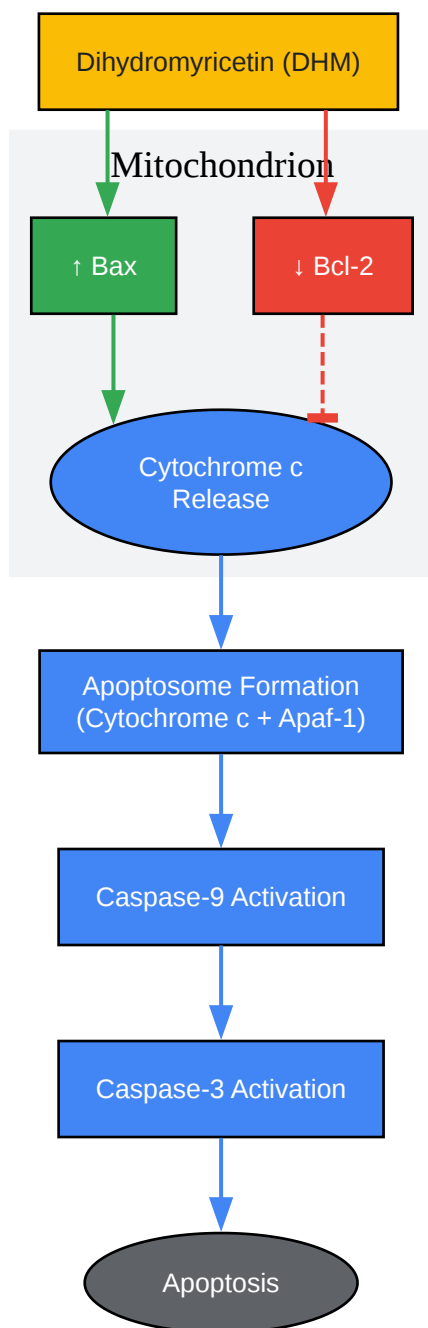 Dihydromyricetin (DHM)
Mitochondrion
↑ Bax
↓ Bcl-2
Cytochrome c
Release
Apoptosome Formation
(Cytochrome c + Apaf-1)
Caspase-9 Activation
Caspase-3 Activation
Apoptosis